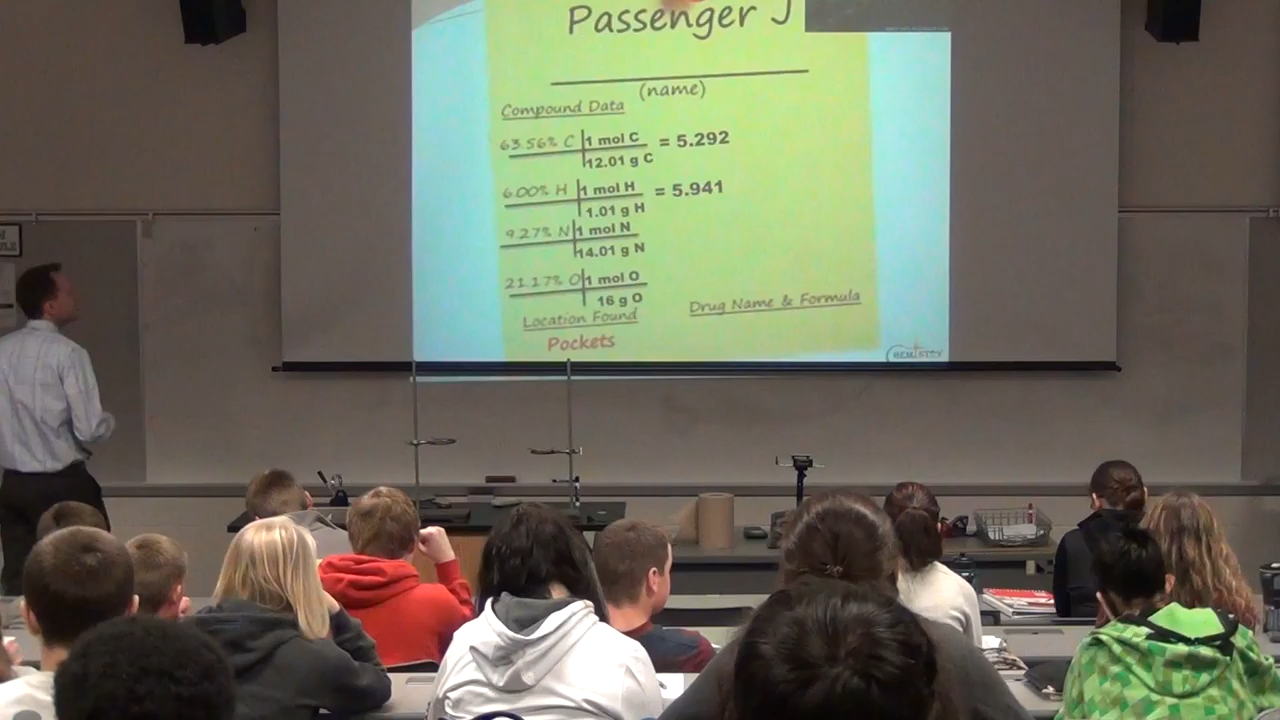 Passenger J
(name)
Compound Data
63.56% C 1 mol C = 5.292
12.01 g C
6.00% H 1 mol H = 5.941
1.01 g H
9.27% N 1 mol N
14.01 g N
21.17% O 1 mol O
16 g O
Location Found
Drug Name & Formula
Pockets